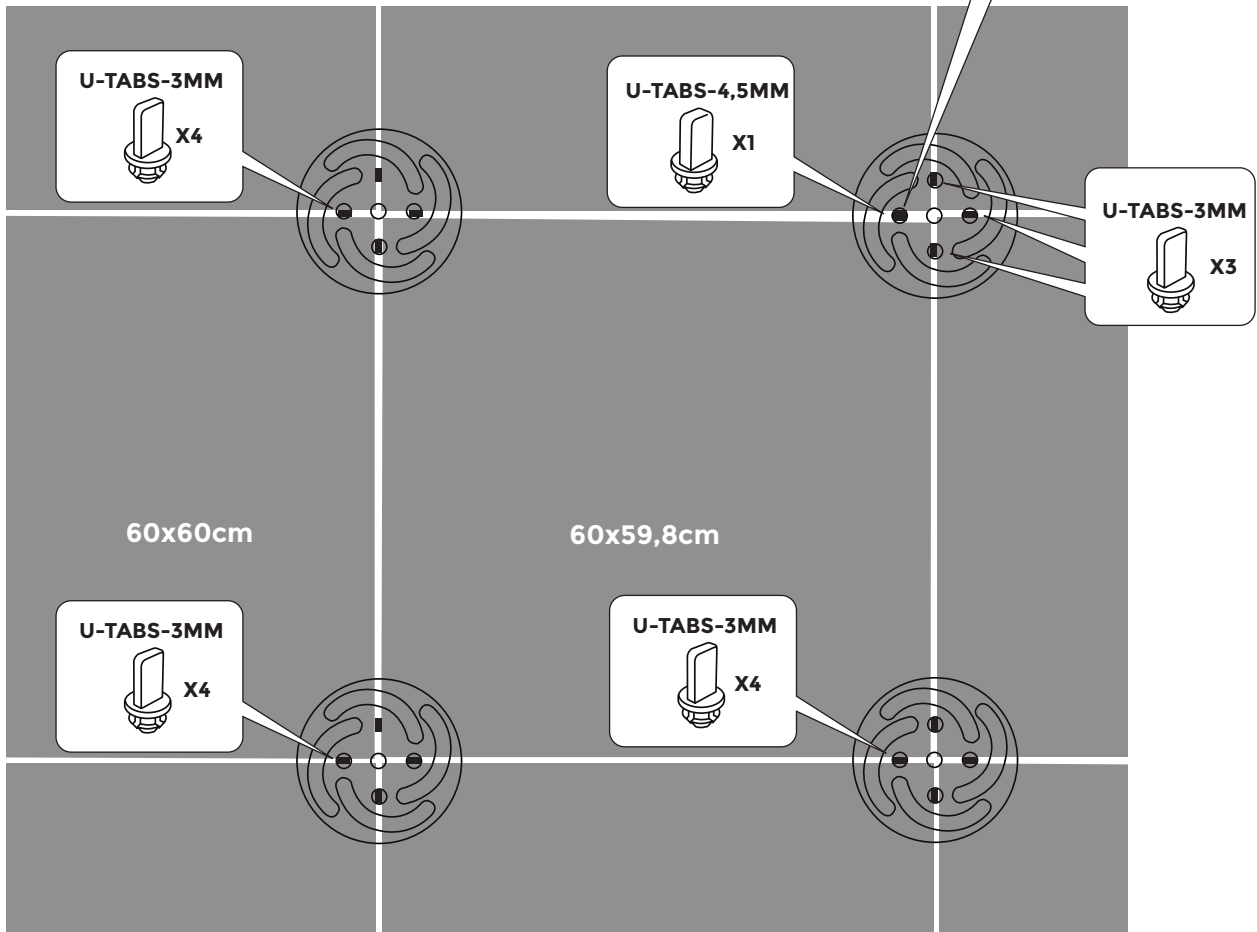 U-TABS-3MM
X4
U-TABS-4,5MM
X1
U-TABS-3MM
X3
60x60cm
60x59,8cm
U-TABS-3MM
X4
U-TABS-3MM
X4